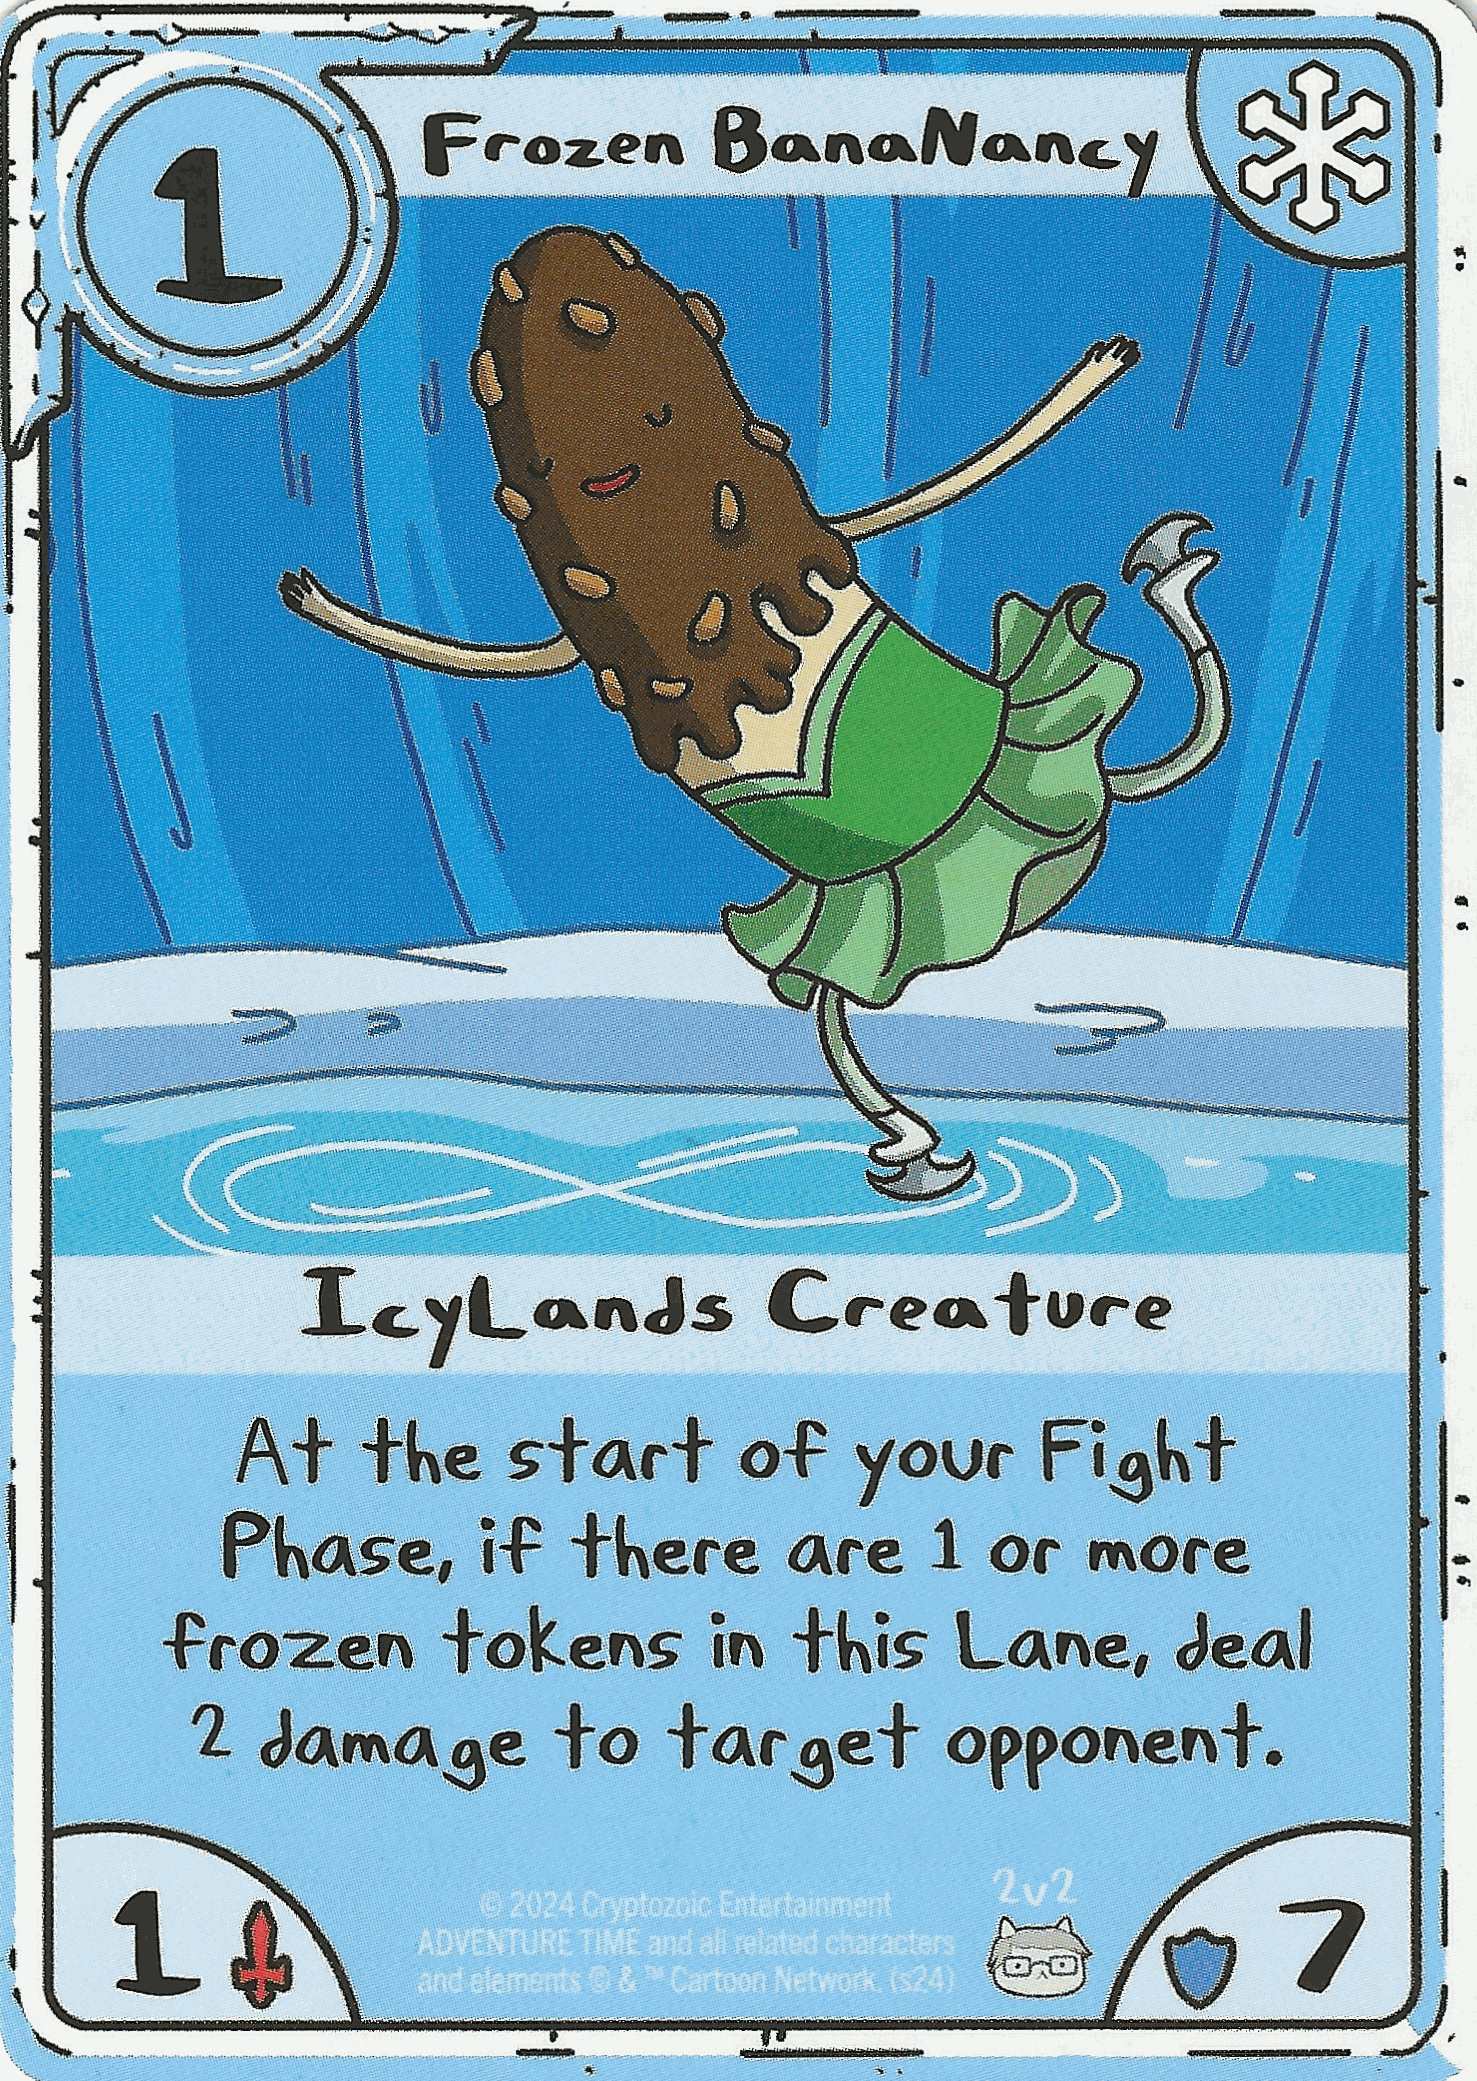 1
Frozen BanaNancy
IcyLands Creature
At the start of your Fight
Phase, if there are 1 or more
frozen tokens in this Lane, deal
2 damage to target opponent.
1
© 2024 Cryptozoic Entertainment
ADVENTURE TIME and all related characters
and elements © & ™ Cartoon Network. (s24)
2v2
7